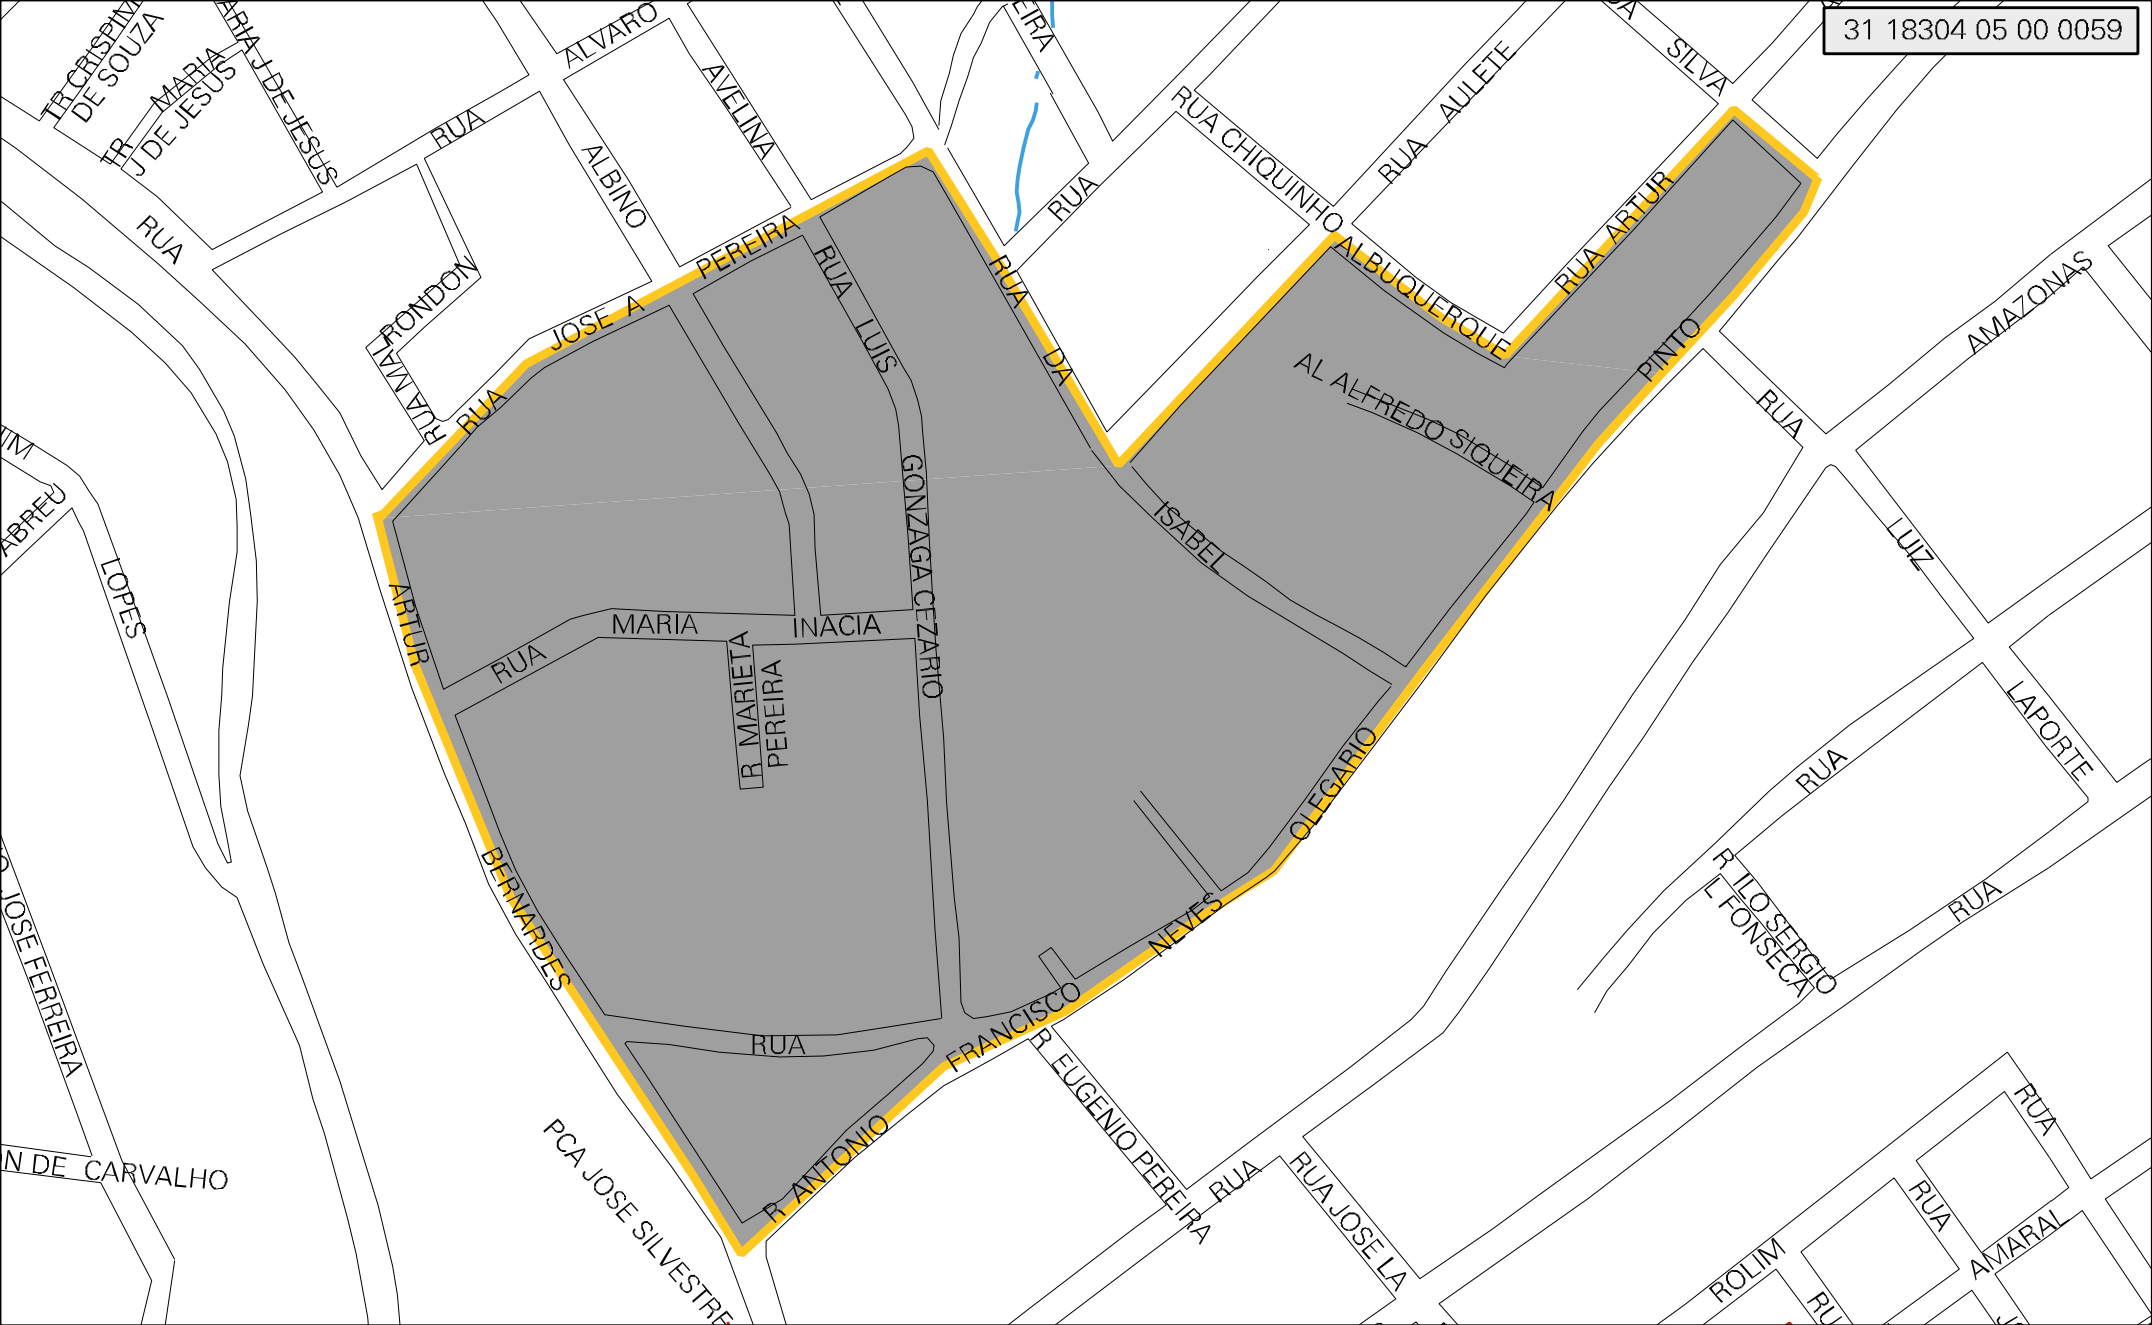 31 18304 05 00 0059
TR CRISPIM
DE SOUZA
TR MARIA
J DE JESUS
ARIA J DE JESUS
ALVARO
RUA
AVELINA
ALBINO
EIRA
RUA CHIQUINHO ALBUQUERQUE
RUA AULETE
SILVA
RUA
RUA ARTUR
RUA
RUA MAL RONDON
RUA JOSE A PEREIRA
RUA LUIS GONZAGA CEZARIO
RUA DA
ISABEL
AL ALFREDO SIQUEIRA
PINTO
AMAZONAS
RUA
LUIZ
LAPORTE
IM
ABREU
LOPES
ARTUR
BERNARDES
RUA MARIA INACIA
R MARIETA
PEREIRA
OLEGARIO
NEVES
FRANCISCO
R ANTONIO
RUA
RUA
R ILO SERGIO
L FONSECA
RUA
JOSE FERREIRA
N DE CARVALHO
PCA JOSE SILVESTRE
R EUGENIO PEREIRA
RUA
RUA JOSE LA
ROLIM
RUA
RUA
AMARAL
RU